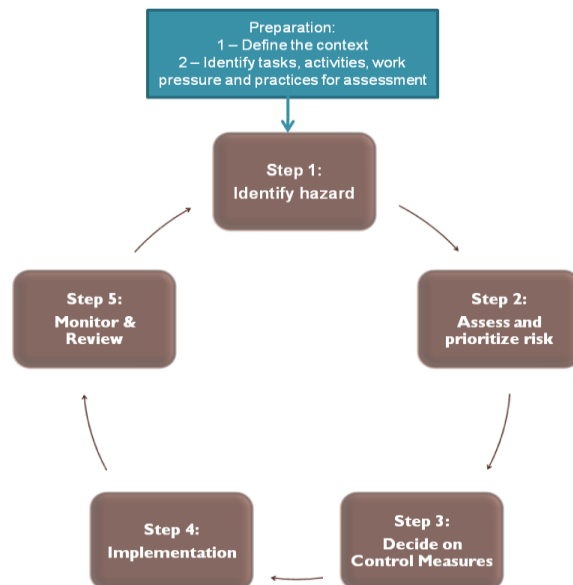 Preparation:
1 – Define the context
2 – Identify tasks, activities, work
pressure and practices for assessment
Step 1:
Identify hazard
Step 2:
Assess and
prioritize risk
Step 3:
Decide on
Control Measures
Step 4:
Implementation
Step 5:
Monitor &
Review